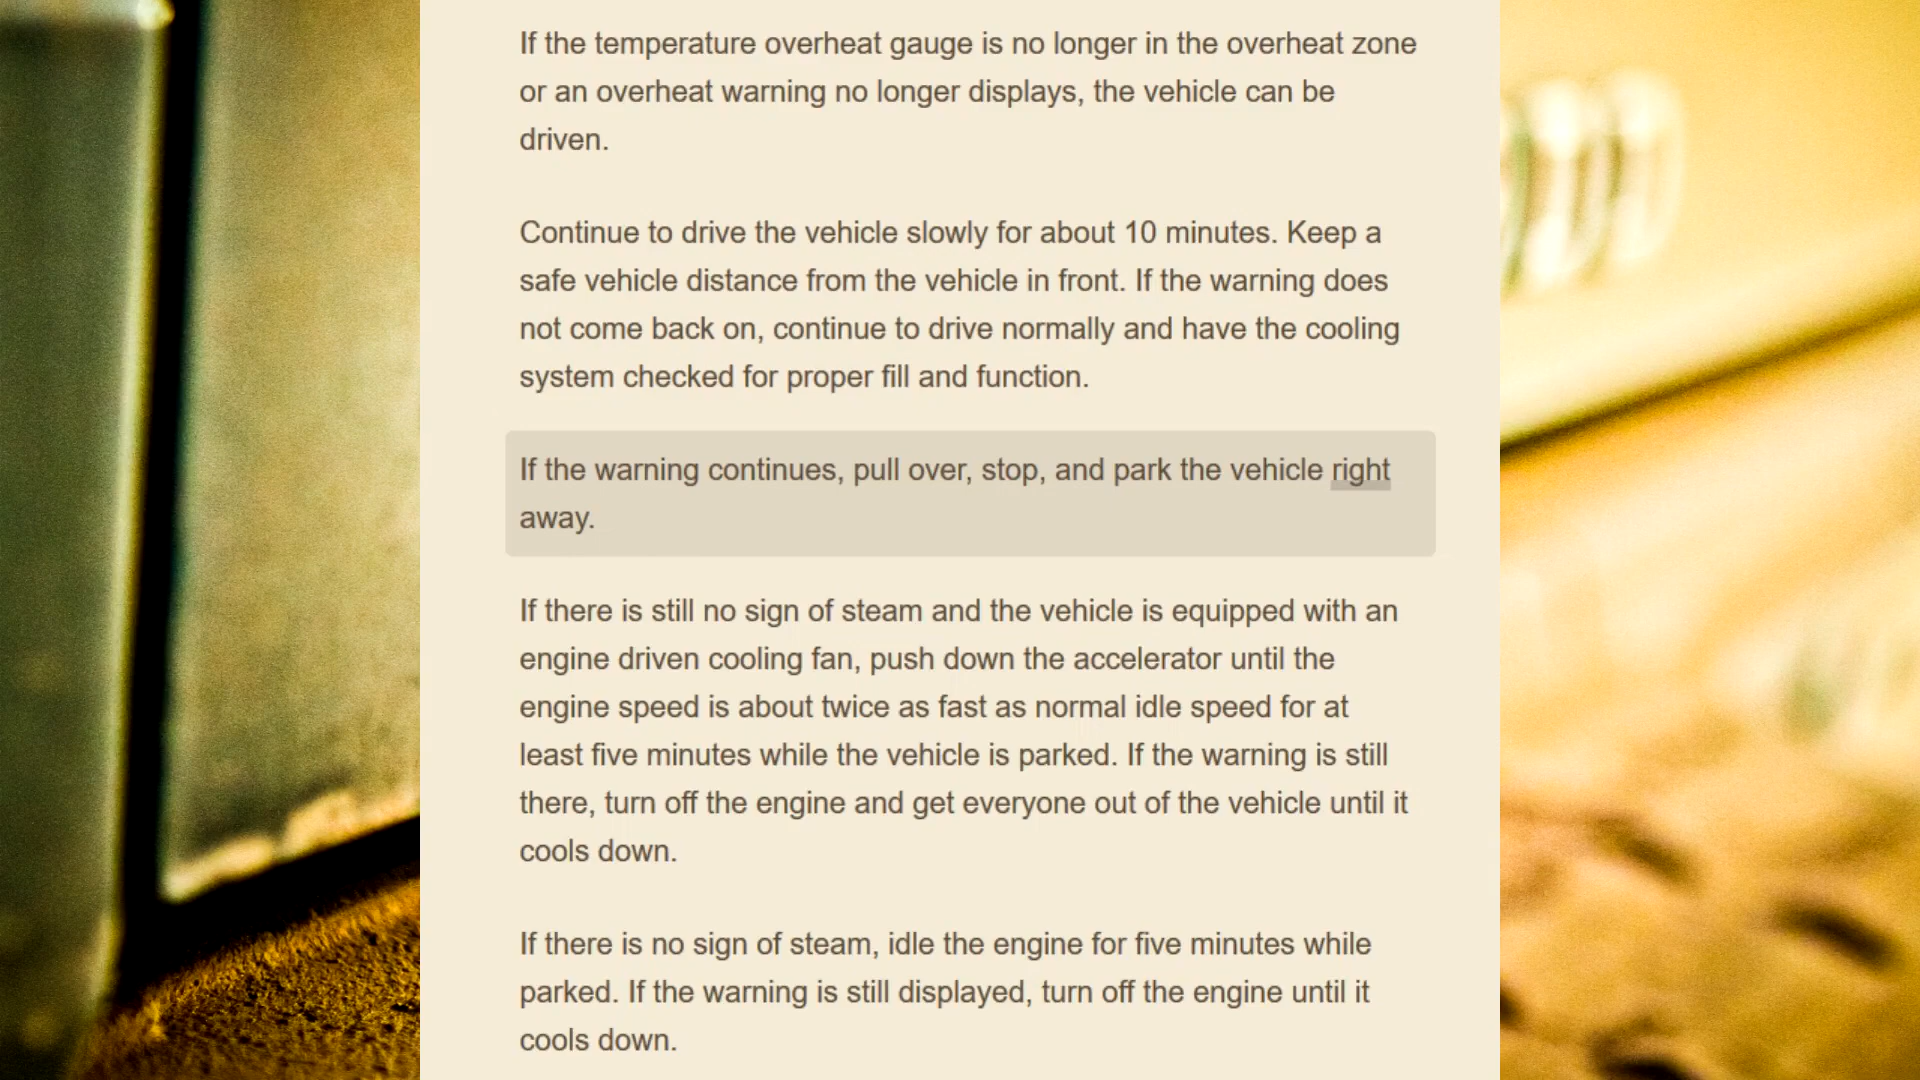 If the temperature overheat gauge is no longer in the overheat zone
or an overheat warning no longer displays, the vehicle can be
driven.
Continue to drive the vehicle slowly for about 10 minutes. Keep a
safe vehicle distance from the vehicle in front. If the warning does
not come back on, continue to drive normally and have the cooling
system checked for proper fill and function.
If the warning continues, pull over, stop, and park the vehicle right
away.
If there is still no sign of steam and the vehicle is equipped with an
engine driven cooling fan, push down the accelerator until the
engine speed is about twice as fast as normal idle speed for at
least five minutes while the vehicle is parked. If the warning is still
there, turn off the engine and get everyone out of the vehicle until it
cools down.
If there is no sign of steam, idle the engine for five minutes while
parked. If the warning is still displayed, turn off the engine until it
cools down.